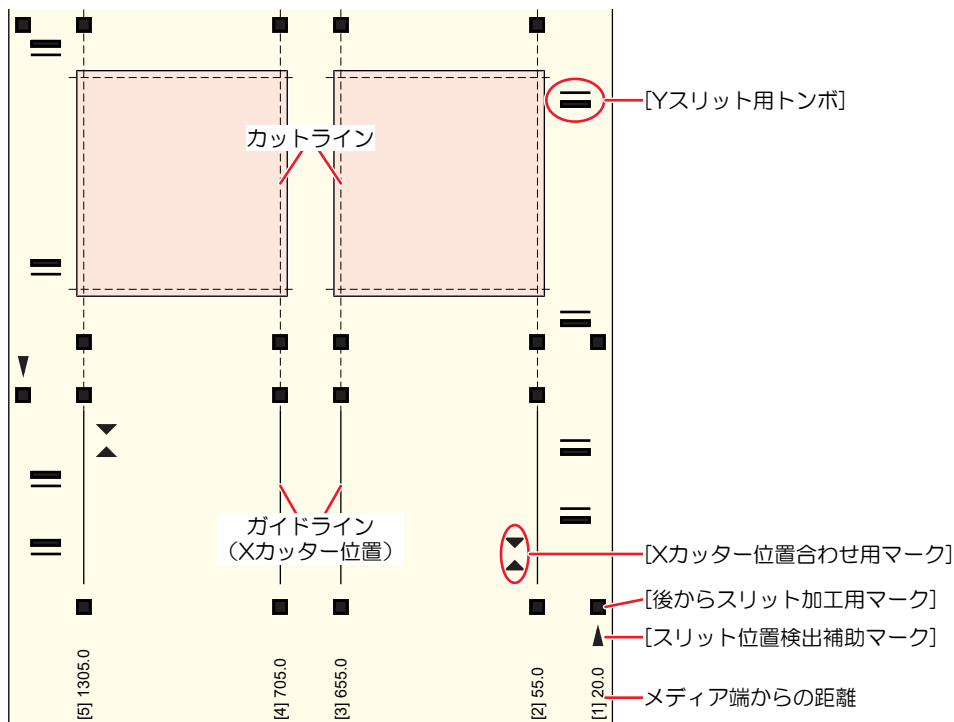 [Yスリット用トンボ]
カットライン
ガイドライン
（Xカッター位置）
[Xカッター位置合わせ用マーク]
[後からスリット加工用マーク]
[スリット位置検出補助マーク]
メディア端からの距離
[5] 1305.0
[4] 705.0
[3] 655.0
[2] 55.0
[1] 20.0